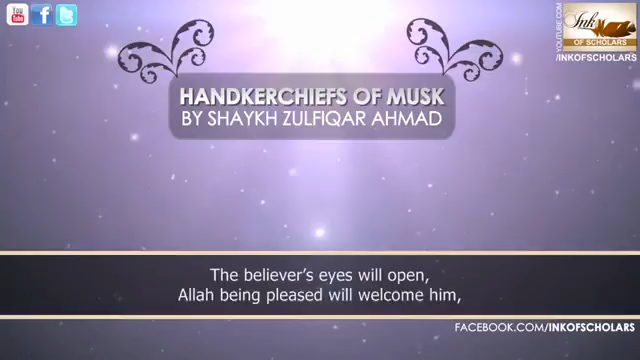 You
Tube
Ink
OF SCHOLARS
YOUTUBE.COM
/INKOFSCHOLARS
HANDKERCHIEFS OF MUSK
BY SHAYKH ZULFIQAR AHMAD
The believer's eyes will open,
Allah being pleased will welcome him,
FACEBOOK.COM/INKOFSCHOLARS